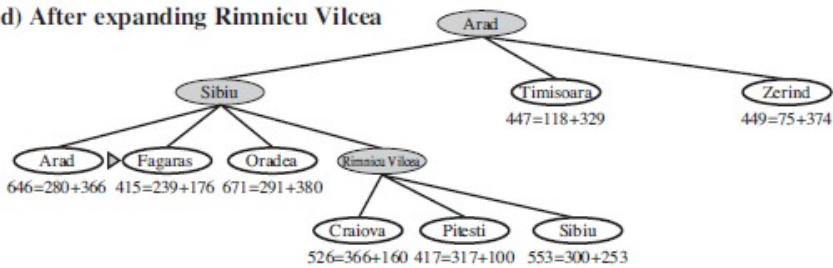 d) After expanding Rimnicu Vilcea
Arad
Sibiu
Timisoara
Zerind
447=118+329
449=75+374
Arad
Fagaras
Oradea
Rimnicu Vilcea
646=280+366
415=239+176
671=291+380
Craiova
Pitesti
Sibiu
526=366+160
417=317+100
553=300+253